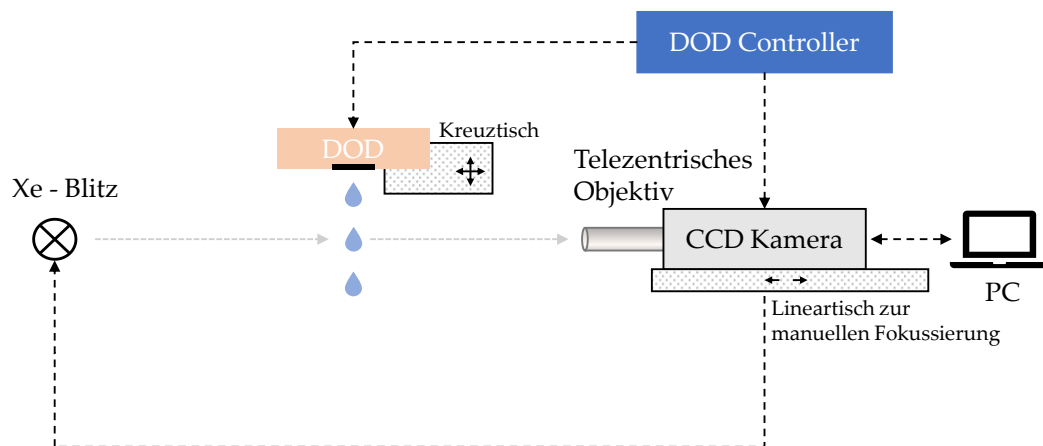 DOD Controller
Kreuztisch
DOD
Telezentrisches
Objektiv
Xe - Blitz
CCD Kamera
PC
Lineartisch zur
manuellen Fokussierung